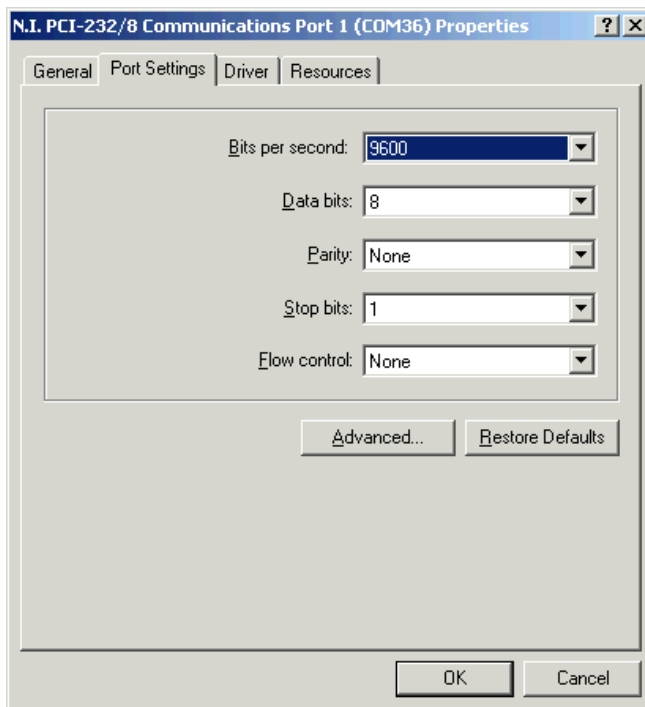 N.I. PCI-232/8 Communications Port 1 (COM36) Properties
General Port Settings Driver Resources
Bits per second: 9600
Data bits: 8
Parity: None
Stop bits: 1
Flow control: None
Advanced... Restore Defaults
OK Cancel